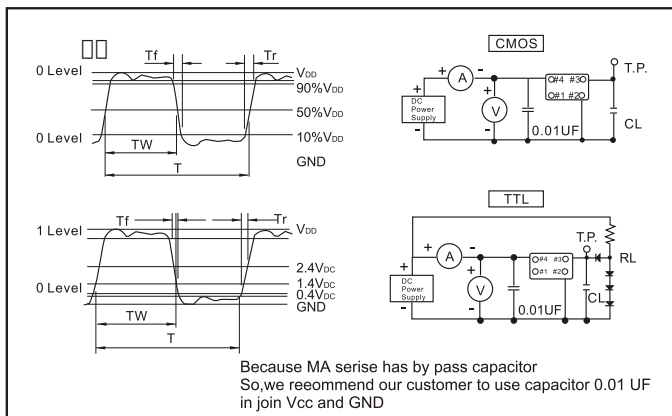 Tf
Tr
0 Level
VDD
90%VDD
50%VDD
0 Level
10%VDD
TW
GND
T
CMOS
T.P.
+ A -
#4 #3
#1 #2
+
DC
Power
Supply
-
+
V
-
0.01UF
CL
Tf
Tr
1 Level
VDD
2.4VDC
1.4VDC
0 Level
0.4VDC
GND
TW
T
TTL
T.P.
+ A -
#4 #3
#1 #2
RL
+
DC
Power
Supply
-
+
V
-
0.01UF
CL
Because MA serise has by pass capacitor
So,we reeommend our customer to use capacitor 0.01 UF
in join Vcc and GND